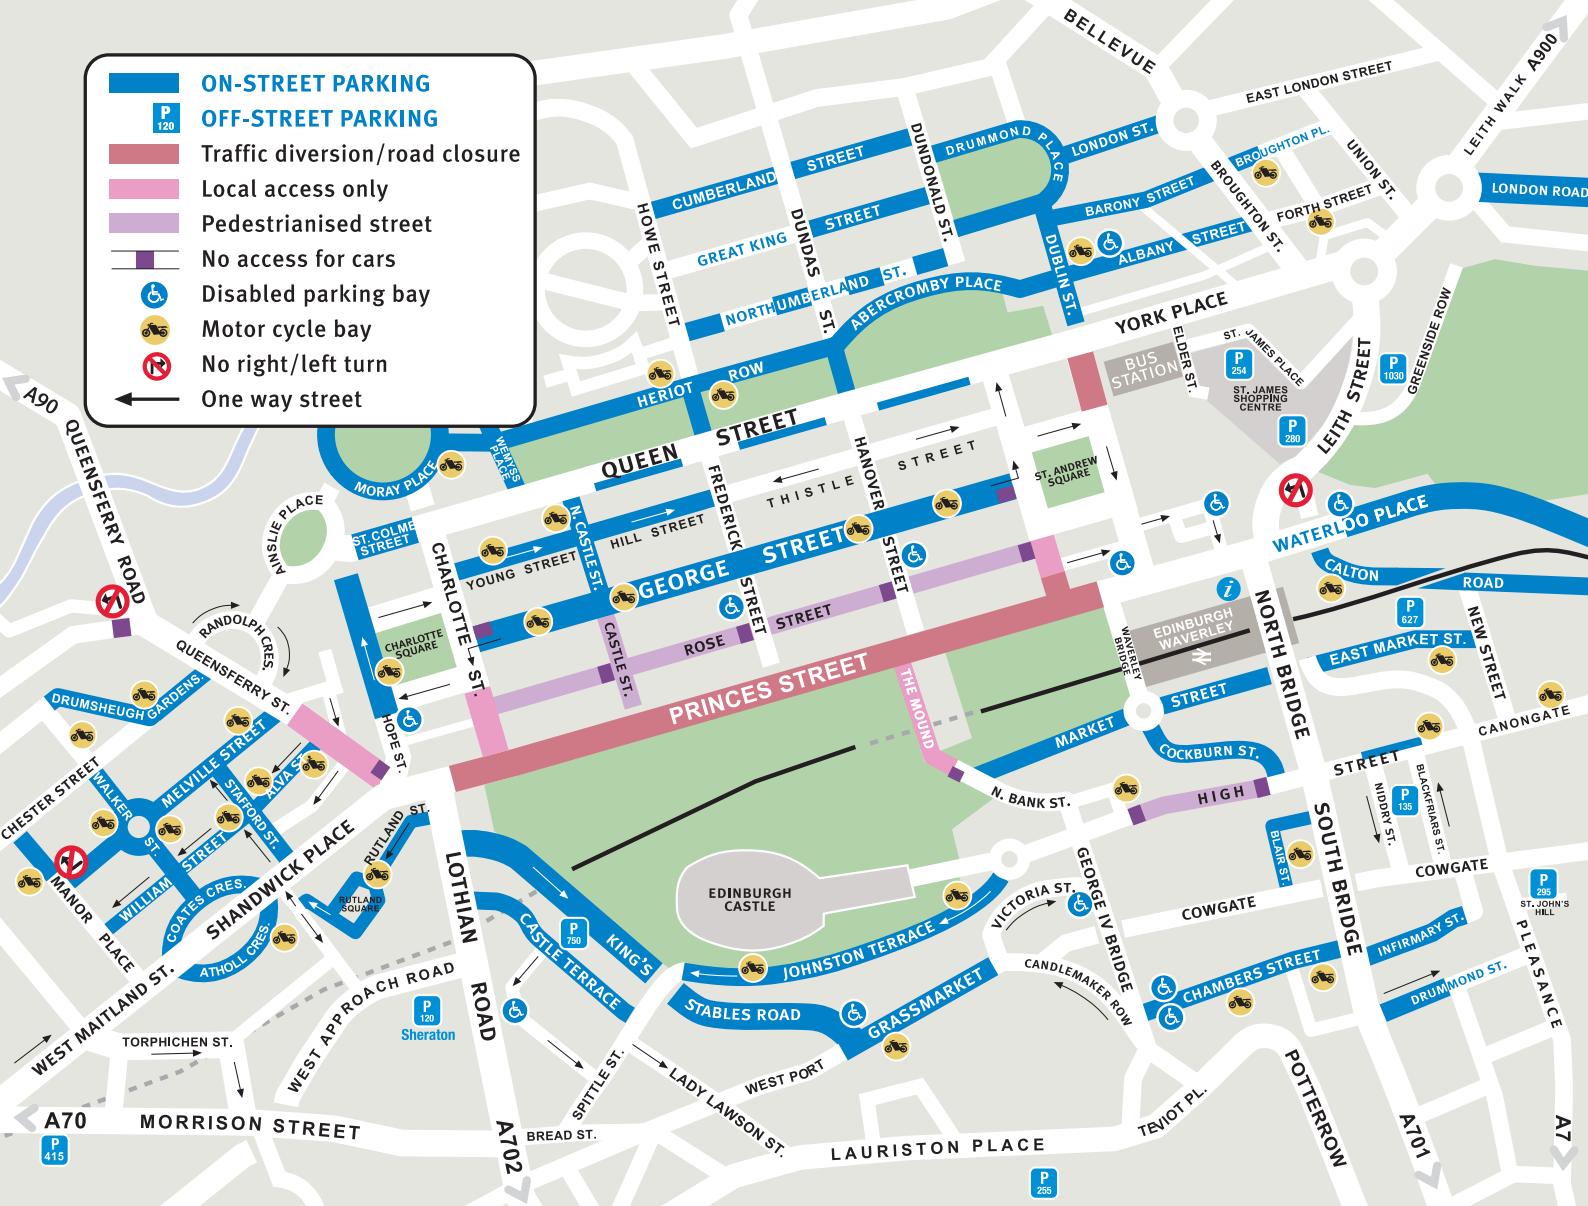 ON-STREET PARKING
P
120
OFF-STREET PARKING
Traffic diversion/road closure
Local access only
Pedestrianised street
No access for cars
Disabled parking bay
Motor cycle bay
No right/left turn
One way street
BELLEVUE
EAST LONDON STREET
LEITH WALK A900
DUNDONALD ST.
DRUMMOND PLACE
LONDON ST.
BROUGHTON PL.
UNION ST.
CUMBERLAND STREET
BROUGHTON ST.
BARONY STREET
FORTH STREET
LONDON ROAD
HOWE STREET
DUNDAS ST.
GREAT KING STREET
DUBLIN ST.
ALBANY STREET
NORTHUMBERLAND ST.
ABERCROMBY PLACE
YORK PLACE
ELDER ST.
ST. JAMES PLACE
BUS
STATION
P
254
ST. JAMES
SHOPPING
CENTRE
P
280
P
1030
LEITH STREET
GREENSIDE ROW
HERIOT ROW
QUEEN STREET
A90
QUEENSFERRY ROAD
WEMYSS
PLACE
MORAY PLACE
AINSLIE PLACE
ST. COLME
STREET
THISTLE STREET
HANOVER STREET
FREDERICK STREET
HILL STREET
N. CASTLE ST.
YOUNG STREET
GEORGE STREET
ST. ANDREW
SQUARE
WATERLOO PLACE
CALTON ROAD
CHARLOTTE ST.
CHARLOTTE
SQUARE
RANDOLPH CRES.
QUEENSFERRY ST.
ROSE STREET
CASTLE ST.
PRINCES STREET
THE MOUND
WAVERLEY
BRIDGE
EDINBURGH
WAVERLEY
NORTH BRIDGE
P
627
EAST MARKET ST.
NEW STREET
CANONGATE
DRUMSHEUGH GARDENS.
HOPE ST.
MELVILLE STREET
ALVA ST.
STAFFORD ST.
WALKER ST.
CHESTER STREET
MARKET STREET
COCKBURN ST.
N. BANK ST.
HIGH STREET
NIDDRY ST.
P
135
BLACKFRIARS ST.
BLAIR ST.
SOUTH BRIDGE
COWGATE
COWGATE
P
295
ST. JOHN'S
HILL
PLEASANCE
RUTLAND ST.
RUTLAND
SQUARE
SHANDWICK PLACE
WILLIAM STREET
MANOR PLACE
COATES CRES.
ATHOLL CRES.
WEST MAITLAND ST.
LOTHIAN ROAD
EDINBURGH
CASTLE
P
750
KING'S STABLES ROAD
CASTLE TERRACE
JOHNSTON TERRACE
VICTORIA ST.
GEORGE IV BRIDGE
GRASSMARKET
CANDLEMAKER ROW
CHAMBERS STREET
INFIRMARY ST.
DRUMMOND ST.
WEST APPROACH ROAD
P
120
Sheraton
TORPHICHEN ST.
MORRISON STREET
A70
P
415
A702
BREAD ST.
SPITTLE ST.
LADY LAWSON ST.
WEST PORT
LAURISTON PLACE
P
255
TEVIOT PL.
POTTERROW
A701
A7